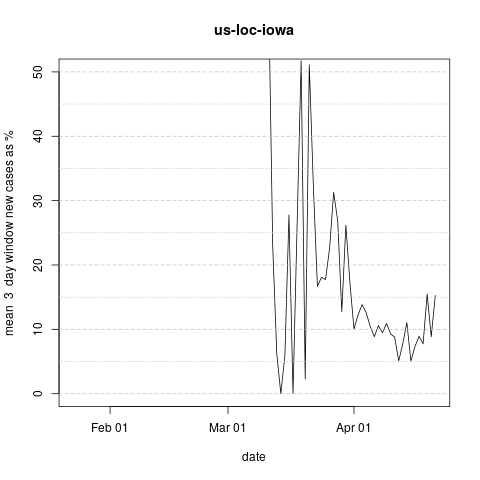 us-loc-iowa
mean 3 day window new cases as %
50
40
30
20
10
0
Feb 01
Mar 01
Apr 01
date